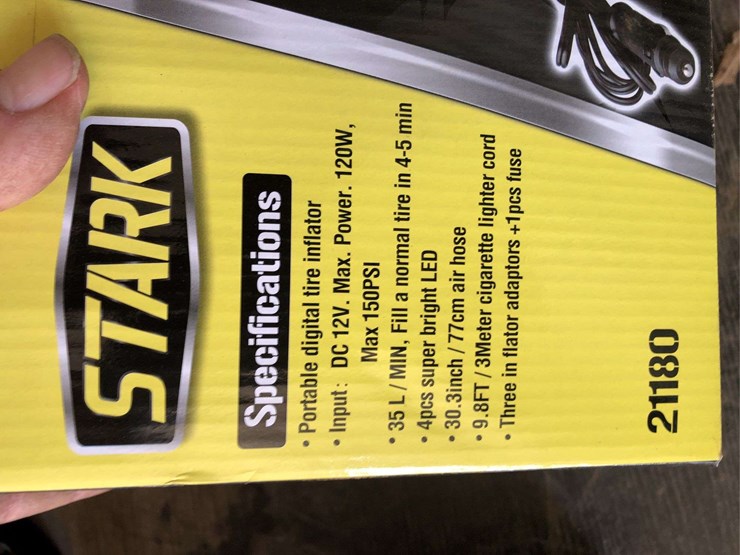 STARK
Specifications
• Portable digital tire inflator
• Input: DC 12V. Max. Power. 120W,
Max 150PSI
• 35 L / MIN, Fill a normal tire in 4-5 min
• 4pcs super bright LED
• 30.3inch / 77cm air hose
• 9.8FT / 3Meter cigarette lighter cord
• Three in flator adaptors +1pcs fuse
21180